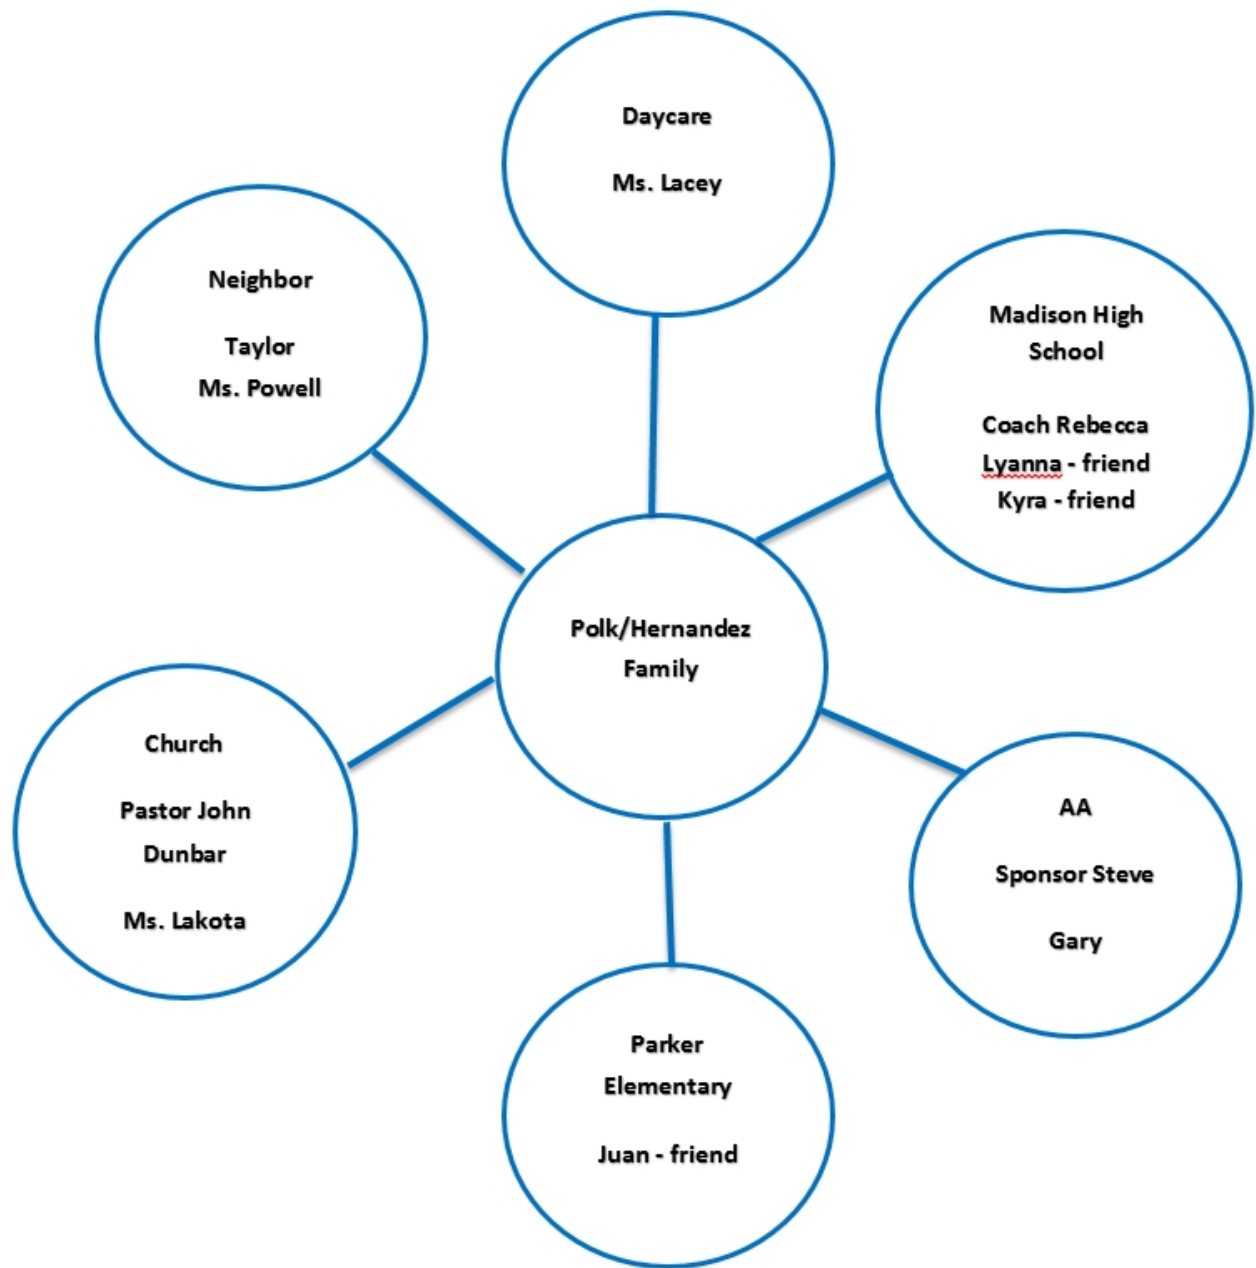 Daycare
Ms. Lacey
Neighbor
Taylor
Ms. Powell
Madison High
School
Coach Rebecca
Lyanna - friend
Kyra - friend
Polk/Hernandez
Family
Church
Pastor John
Dunbar
Ms. Lakota
AA
Sponsor Steve
Gary
Parker
Elementary
Juan - friend